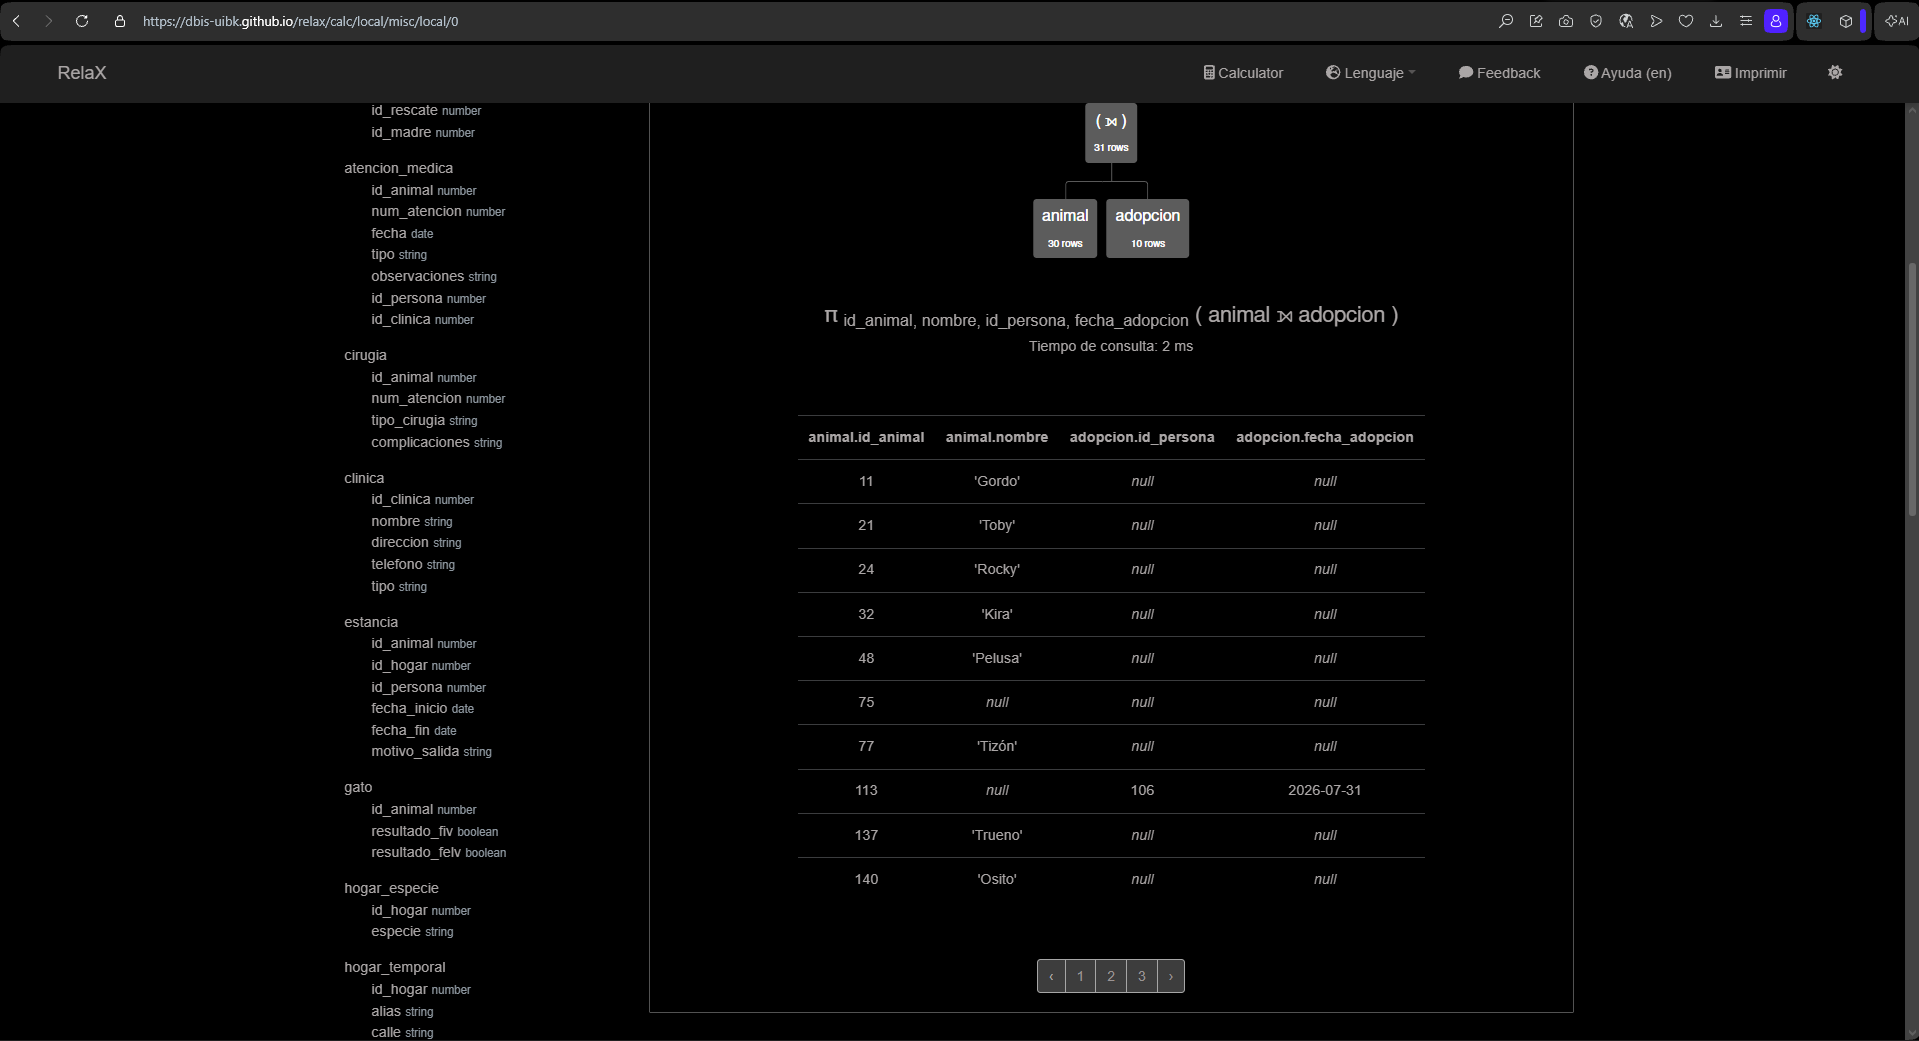 https://dbis-uibk.github.io/relax/calc/local/misc/local/0
AI
RelaX
Calculator
Lenguaje
Feedback
Ayuda (en)
Imprimir
id_rescate number
id_madre number
atencion_medica
id_animal number
num_atencion number
fecha date
tipo string
observaciones string
id_persona number
id_clinica number
cirugia
id_animal number
num_atencion number
tipo_cirugia string
complicaciones string
clinica
id_clinica number
nombre string
direccion string
telefono string
tipo string
estancia
id_animal number
id_hogar number
id_persona number
fecha_inicio date
fecha_fin date
motivo_salida string
gato
id_animal number
resultado_fiv boolean
resultado_felv boolean
hogar_especie
id_hogar number
especie string
hogar_temporal
id_hogar number
alias string
calle string
( ⟕ )
31 rows
animal
30 rows
adopcion
10 rows
π id_animal, nombre, id_persona, fecha_adopcion ( animal ⟕ adopcion )
Tiempo de consulta: 2 ms
animal.id_animal animal.nombre adopcion.id_persona adopcion.fecha_adopcion
11 'Gordo' null null
21 'Toby' null null
24 'Rocky' null null
32 'Kira' null null
48 'Pelusa' null null
75 null null null
77 'Tizón' null null
113 null 106 2026-07-31
137 'Trueno' null null
140 'Osito' null null
‹ 1 2 3 ›